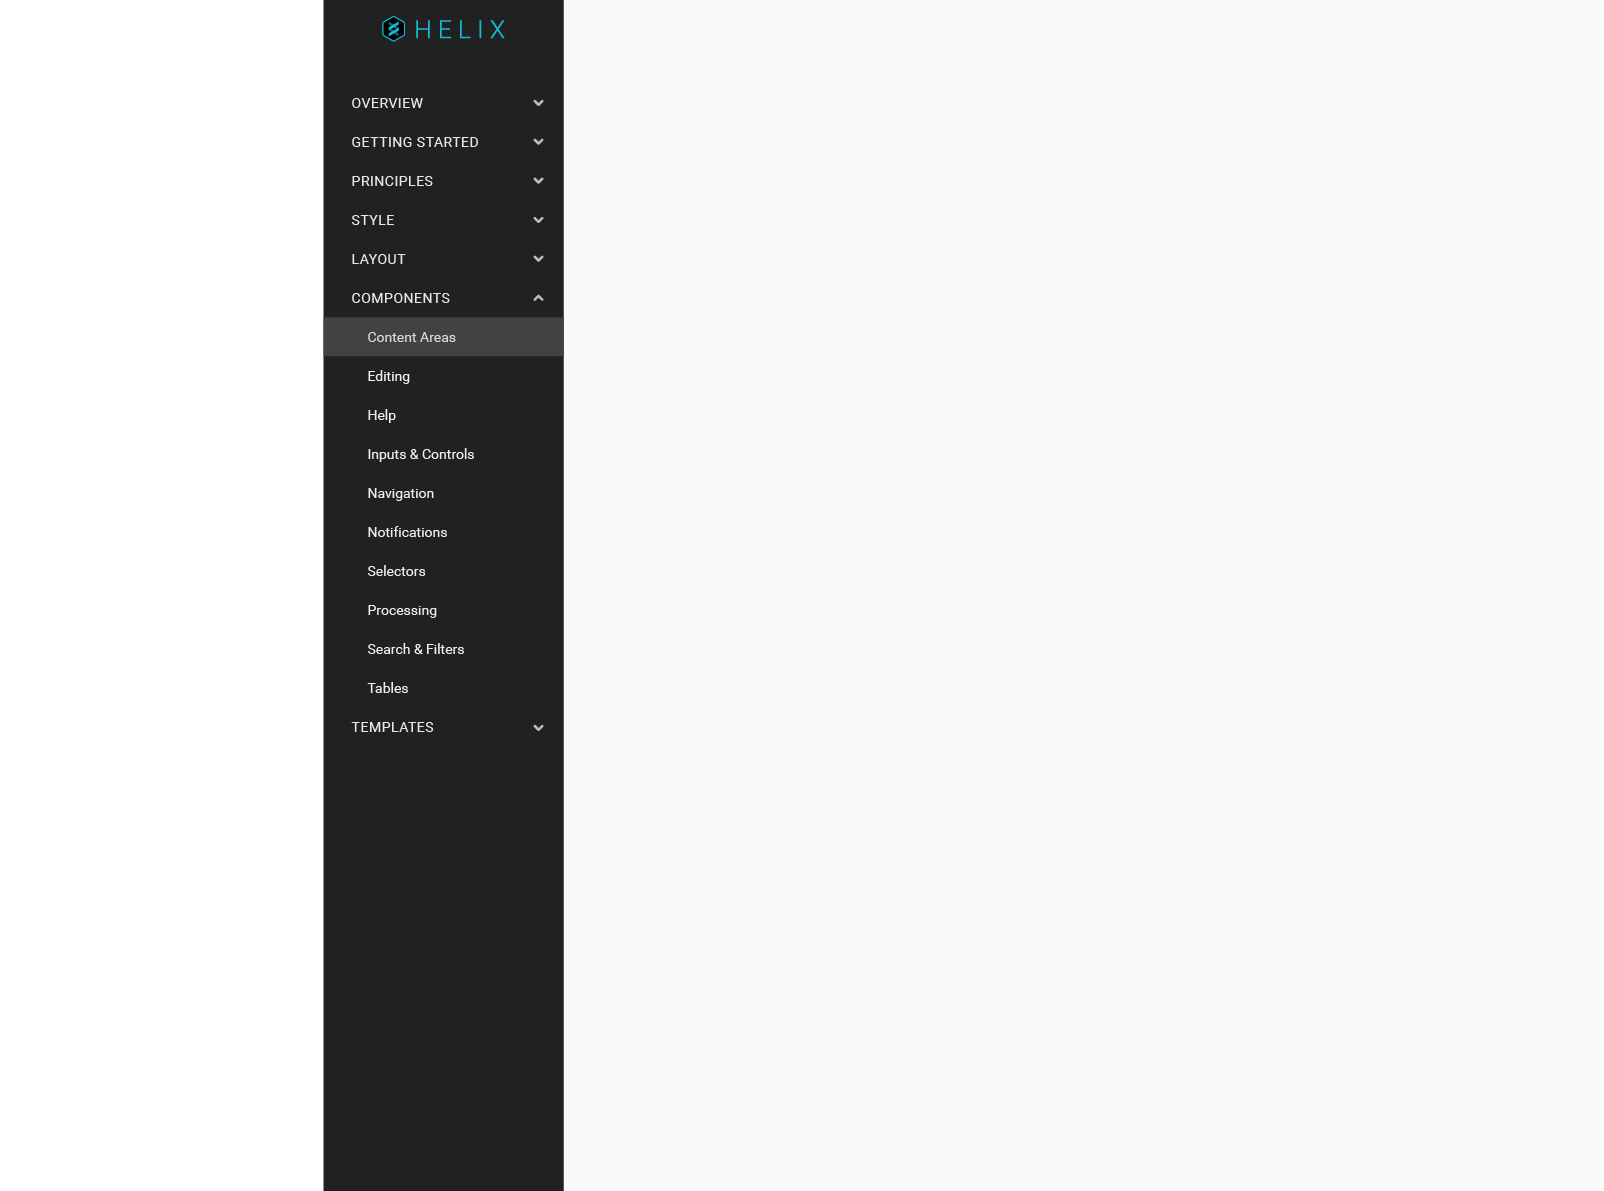 HELIX
OVERVIEW
GETTING STARTED
PRINCIPLES
STYLE
LAYOUT
COMPONENTS
Content Areas
Editing
Help
Inputs & Controls
Navigation
Notifications
Selectors
Processing
Search & Filters
Tables
TEMPLATES